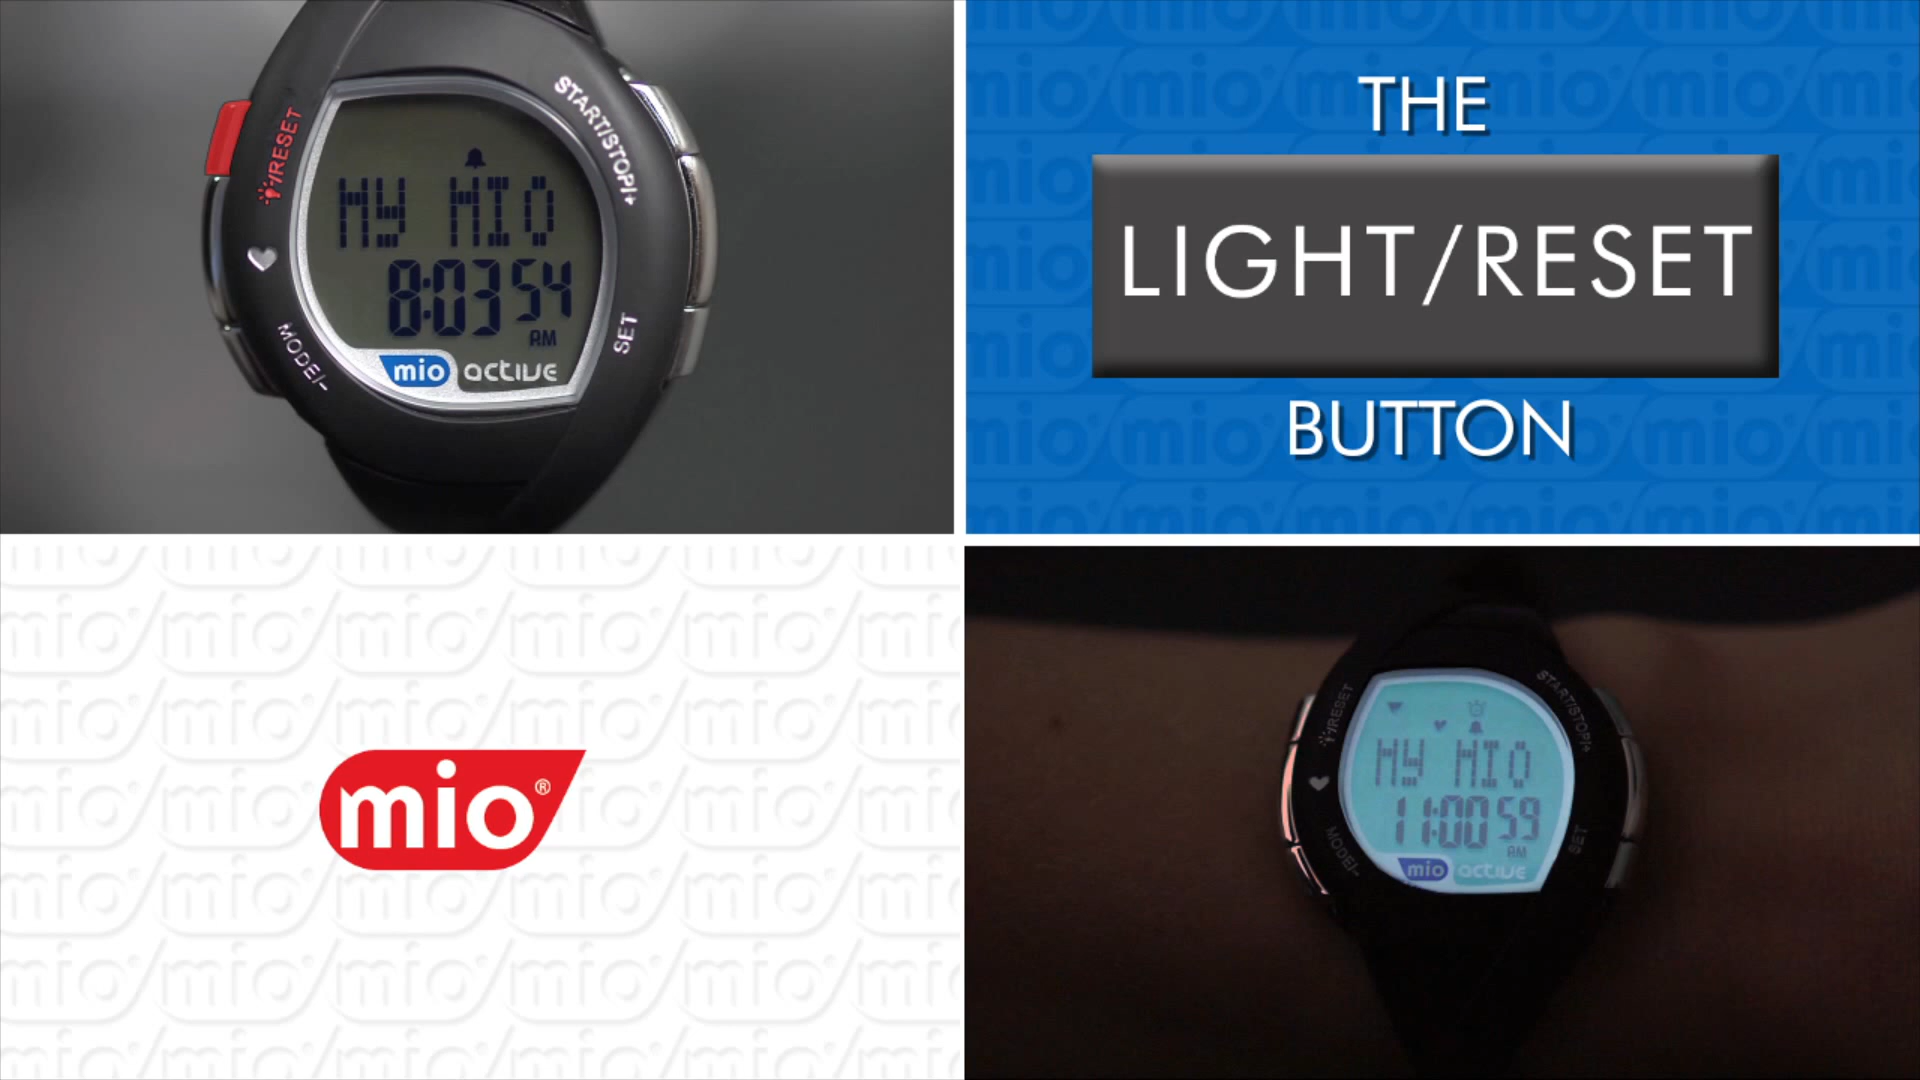 /RESET
START/STOP/+
MY MIO
8:03 54
AM
mio active
MODE/-
SET
THE
LIGHT/RESET
BUTTON
mio®
/RESET
START/STOP/+
MY MIO
11:00 59
AM
mio active
MODE/-
SET